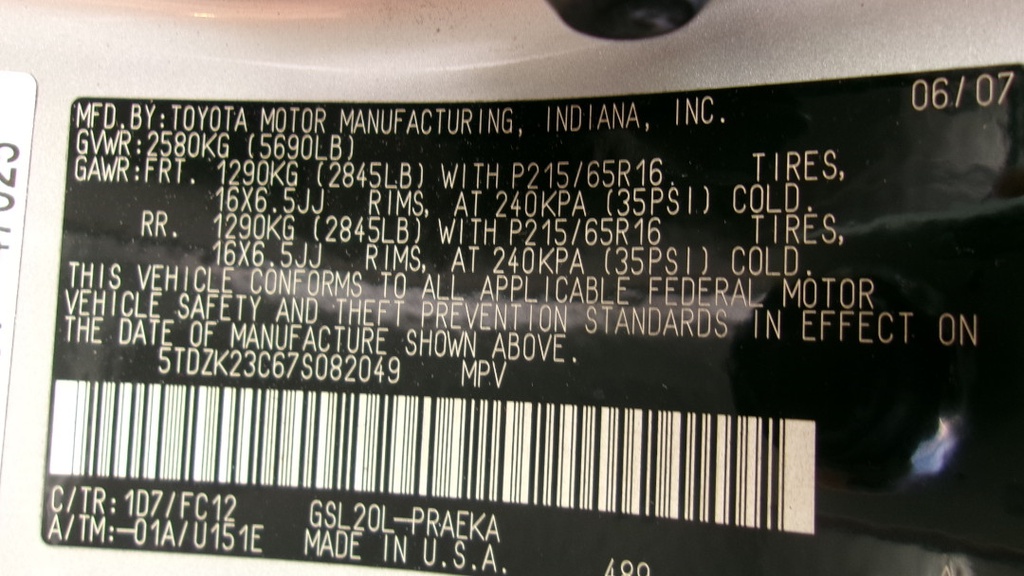 06/07
MFD.BY:TOYOTA MOTOR MANUFACTURING, INDIANA, INC.
GVWR:2580KG (5690LB)
GAWR:FRT. 1290KG (2845LB) WITH P215/65R16 TIRES,
16X6.5JJ RIMS, AT 240KPA (35PSI) COLD.
RR. 1290KG (2845LB) WITH P215/65R16 TIRES,
16X6.5JJ RIMS, AT 240KPA (35PSI) COLD.
THIS VEHICLE CONFORMS TO ALL APPLICABLE FEDERAL MOTOR
VEHICLE SAFETY AND THEFT PREVENTION STANDARDS IN EFFECT ON
THE DATE OF MANUFACTURE SHOWN ABOVE.
5TDZK23C67S082049 MPV
C/TR:1D7/FC12 GSL20L-PRAEKA
A/TM:-01A/U151E MADE IN U.S.A.